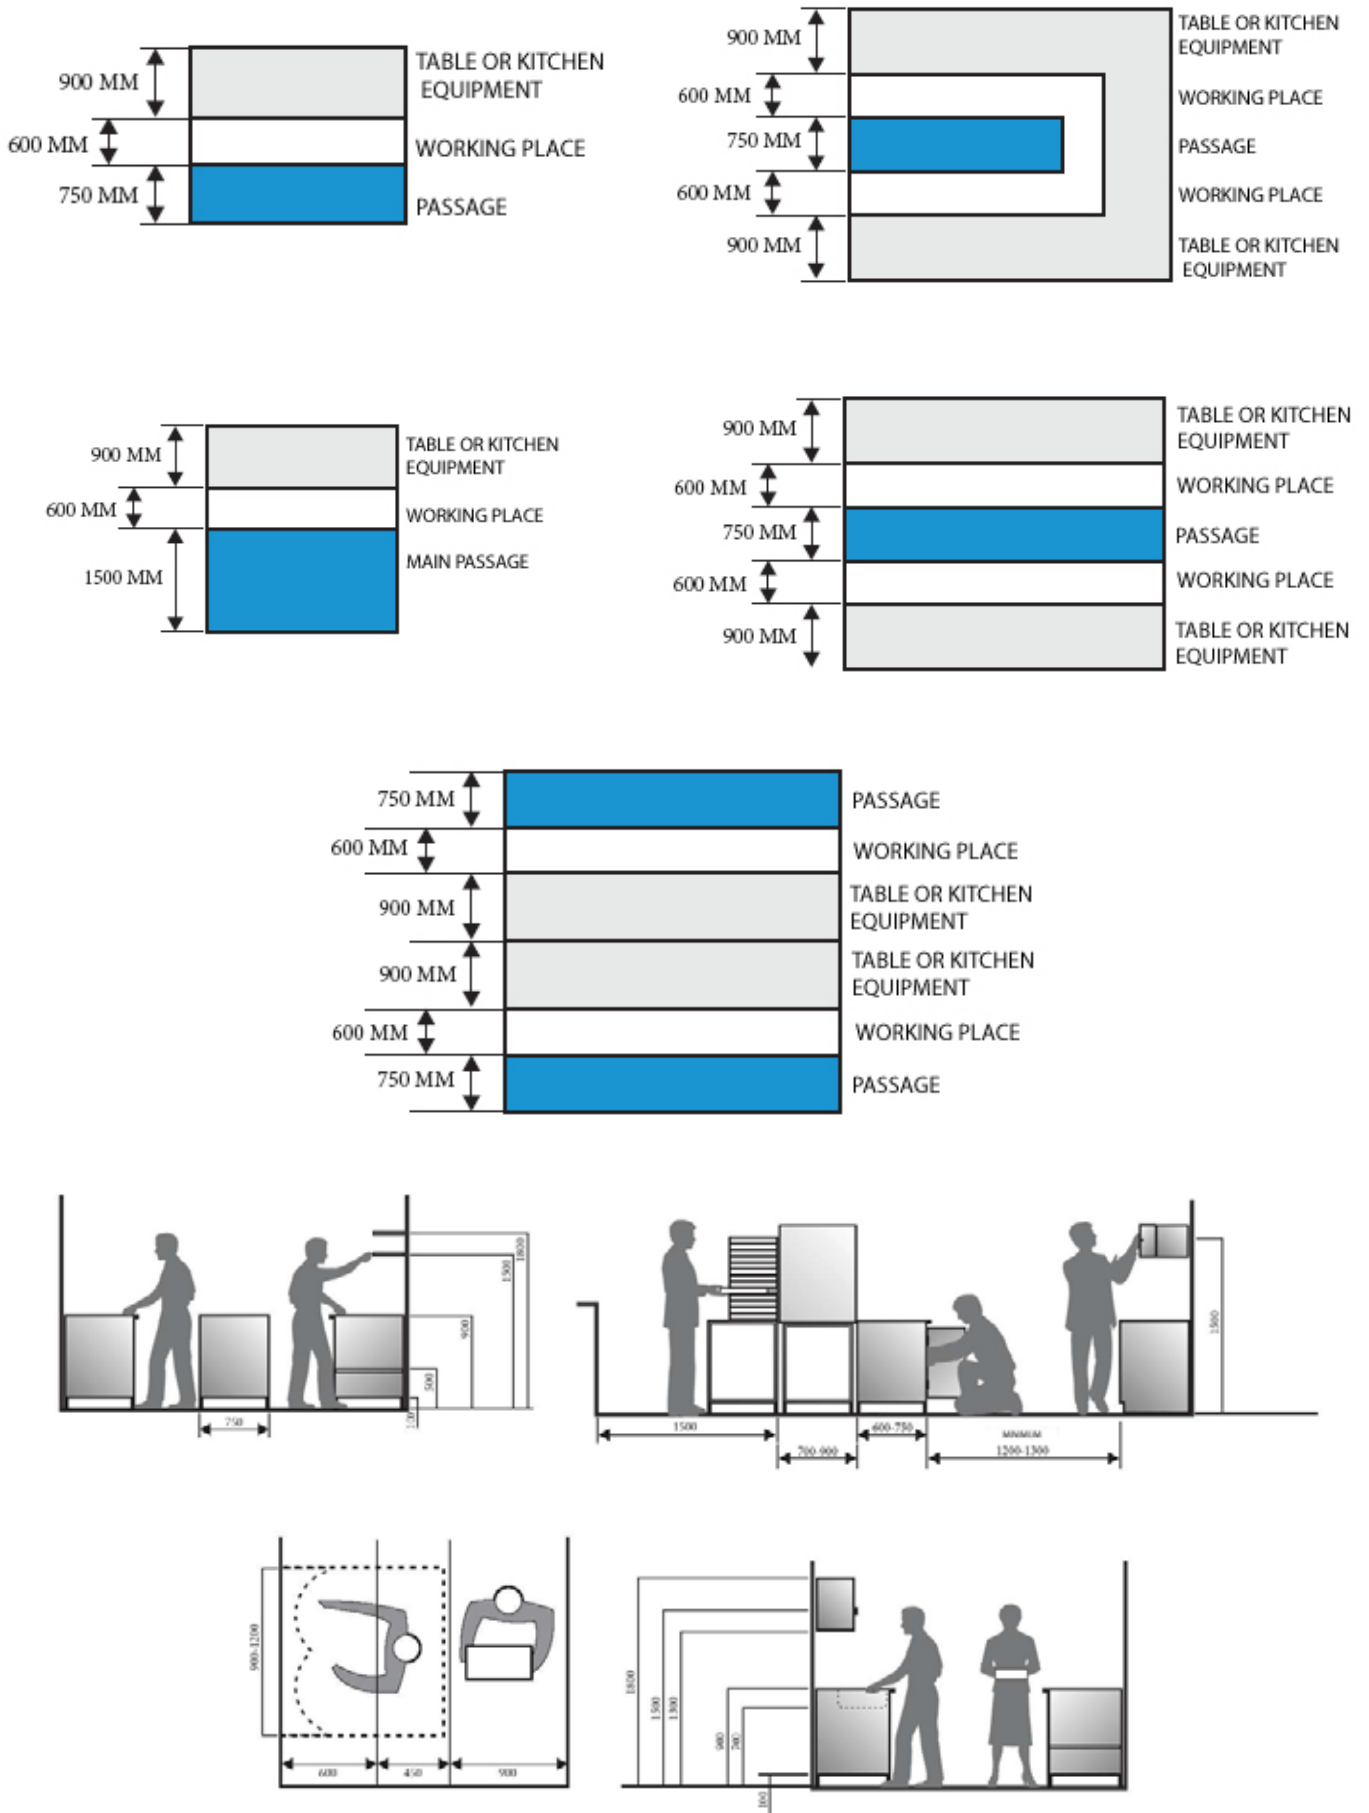 900 MM
TABLE OR KITCHEN
EQUIPMENT
600 MM
WORKING PLACE
750 MM
PASSAGE
900 MM
TABLE OR KITCHEN
EQUIPMENT
600 MM
WORKING PLACE
750 MM
PASSAGE
600 MM
WORKING PLACE
900 MM
TABLE OR KITCHEN
EQUIPMENT
900 MM
TABLE OR KITCHEN
EQUIPMENT
600 MM
WORKING PLACE
1500 MM
MAIN PASSAGE
900 MM
TABLE OR KITCHEN
EQUIPMENT
600 MM
WORKING PLACE
750 MM
PASSAGE
600 MM
WORKING PLACE
900 MM
TABLE OR KITCHEN
EQUIPMENT
750 MM
PASSAGE
600 MM
WORKING PLACE
900 MM
TABLE OR KITCHEN
EQUIPMENT
900 MM
TABLE OR KITCHEN
EQUIPMENT
600 MM
WORKING PLACE
750 MM
PASSAGE
1800
1500
900
500
750
1500
1500
700-900
600-750
MINIMUM
1200-1300
900-1200
600
450
900
1800
1500
1300
900
700
100